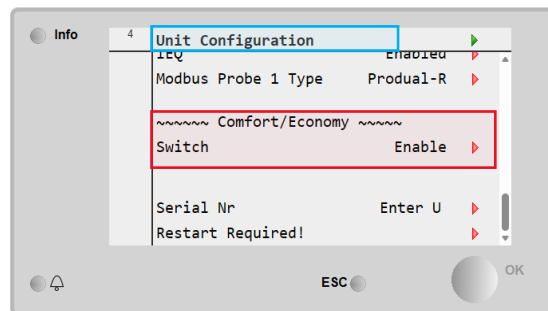 Info
4
Unit Configuration
IEQ Enabled
Modbus Probe 1 Type Produal-R
~~~~~~ Comfort/Economy ~~~~~
Switch Enable
Serial Nr Enter U
Restart Required!
ESC
OK